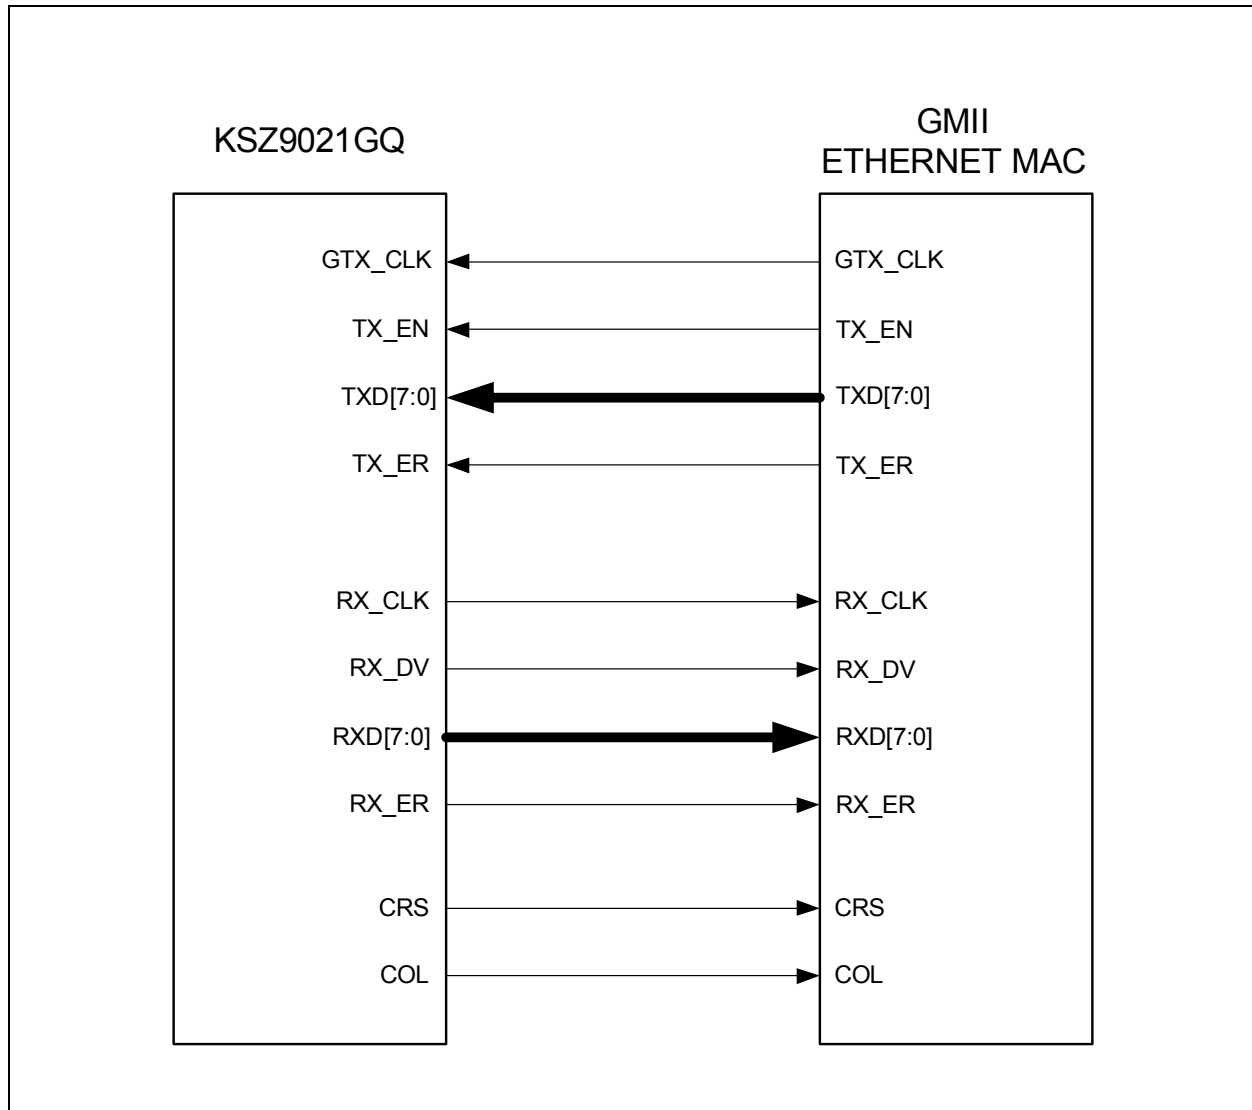 KSZ9021GQ
GMII
ETHERNET MAC
GTX_CLK GTX_CLK
TX_EN TX_EN
TXD[7:0] TXD[7:0]
TX_ER TX_ER
RX_CLK RX_CLK
RX_DV RX_DV
RXD[7:0] RXD[7:0]
RX_ER RX_ER
CRS CRS
COL COL